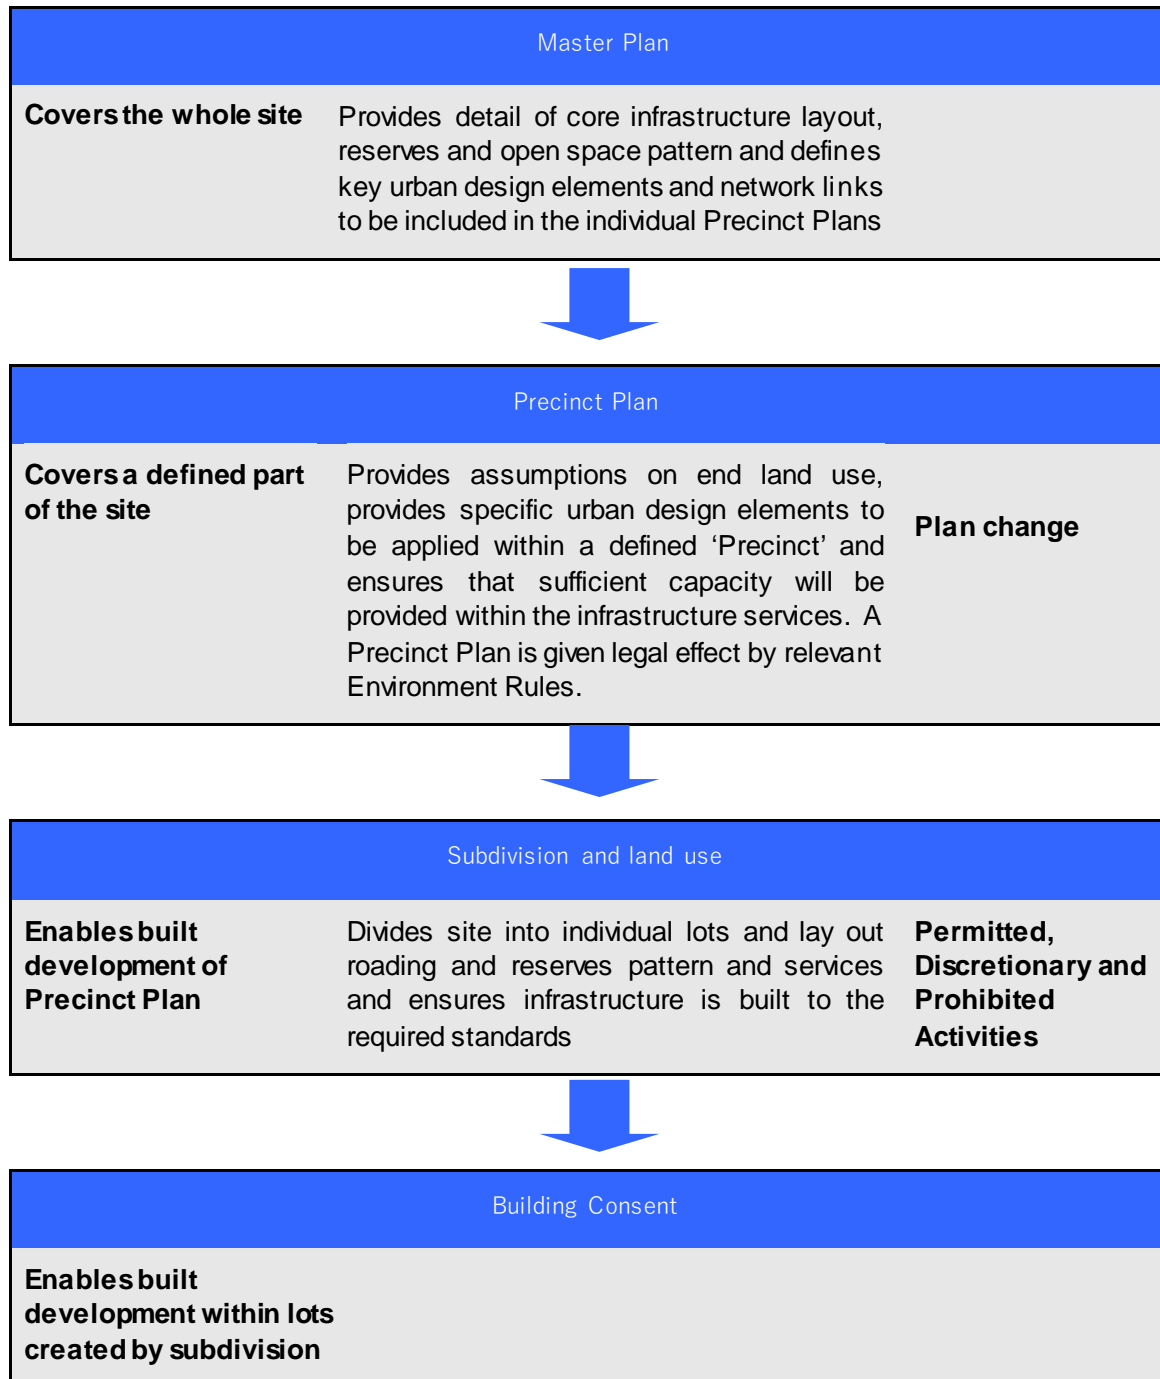 Master Plan
Covers the whole site
Provides detail of core infrastructure layout,
reserves and open space pattern and defines
key urban design elements and network links
to be included in the individual Precinct Plans
Precinct Plan
Covers a defined part
of the site
Provides assumptions on end land use,
provides specific urban design elements to
be applied within a defined ‘Precinct’ and
ensures that sufficient capacity will be
provided within the infrastructure services. A
Precinct Plan is given legal effect by relevant
Environment Rules.
Plan change
Subdivision and land use
Enables built
development of
Precinct Plan
Divides site into individual lots and lay out
roading and reserves pattern and services
and ensures infrastructure is built to the
required standards
Permitted,
Discretionary and
Prohibited
Activities
Building Consent
Enables built
development within lots
created by subdivision